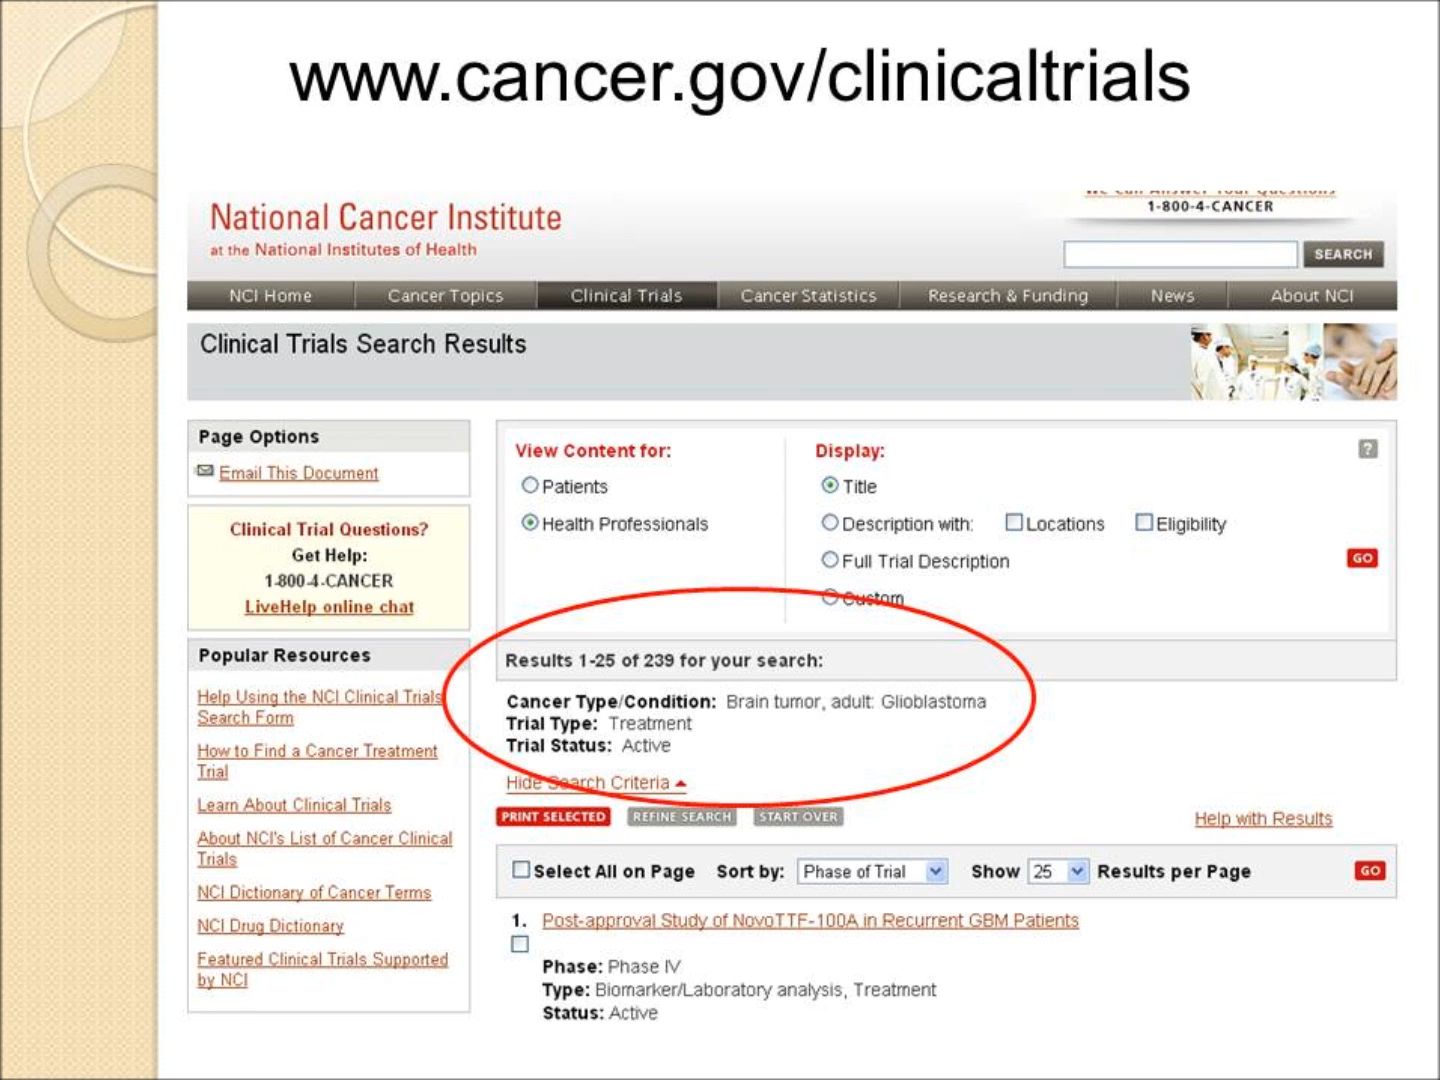 www.cancer.gov/clinicaltrials
We Can Answer Your Questions
1-800-4-CANCER
National Cancer Institute
at the National Institutes of Health
SEARCH
NCI Home Cancer Topics Clinical Trials Cancer Statistics Research & Funding News About NCI
Clinical Trials Search Results
Page Options
Email This Document
Clinical Trial Questions?
Get Help:
1-800-4-CANCER
LiveHelp online chat
Popular Resources
Help Using the NCI Clinical Trials
Search Form
How to Find a Cancer Treatment
Trial
Learn About Clinical Trials
About NCI's List of Cancer Clinical
Trials
NCI Dictionary of Cancer Terms
NCI Drug Dictionary
Featured Clinical Trials Supported
by NCI
View Content for:
Patients
Health Professionals
Display:
?
Title
Description with: Locations Eligibility
Full Trial Description
GO
Custom
Results 1-25 of 239 for your search:
Cancer Type/Condition: Brain tumor, adult: Glioblastoma
Trial Type: Treatment
Trial Status: Active
Hide Search Criteria
PRINT SELECTED REFINE SEARCH START OVER
Help with Results
Select All on Page Sort by: Phase of Trial Show 25 Results per Page GO
1. Post-approval Study of NovoTTF-100A in Recurrent GBM Patients
Phase: Phase IV
Type: Biomarker/Laboratory analysis, Treatment
Status: Active